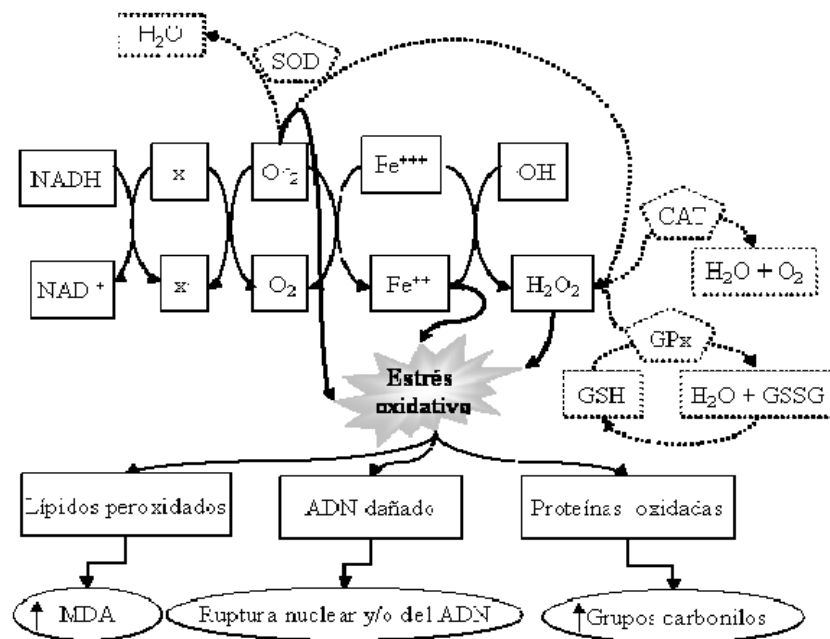 H₂O
SOD
NADH
x
O·-₂
Fe⁺⁺⁺
·OH
CAT
NAD⁺
x·
O₂
Fe⁺⁺
H₂O₂
H₂O + O₂
GPx
Estrés
oxidativo
GSH
H₂O + GSSG
Lípidos peroxidados
ADN dañado
Proteínas oxidadas
↑ MDA
Ruptura nuclear y/o del ADN
↑ Grupos carbonilos